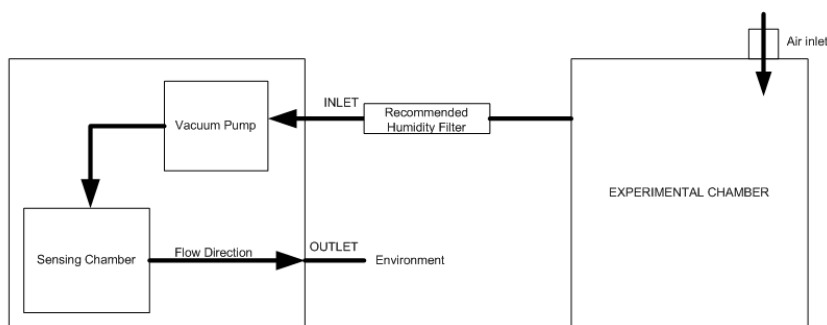 Air inlet
INLET
Recommended
Humidity Filter
Vacuum Pump
EXPERIMENTAL CHAMBER
OUTLET
Flow Direction
Sensing Chamber
Environment